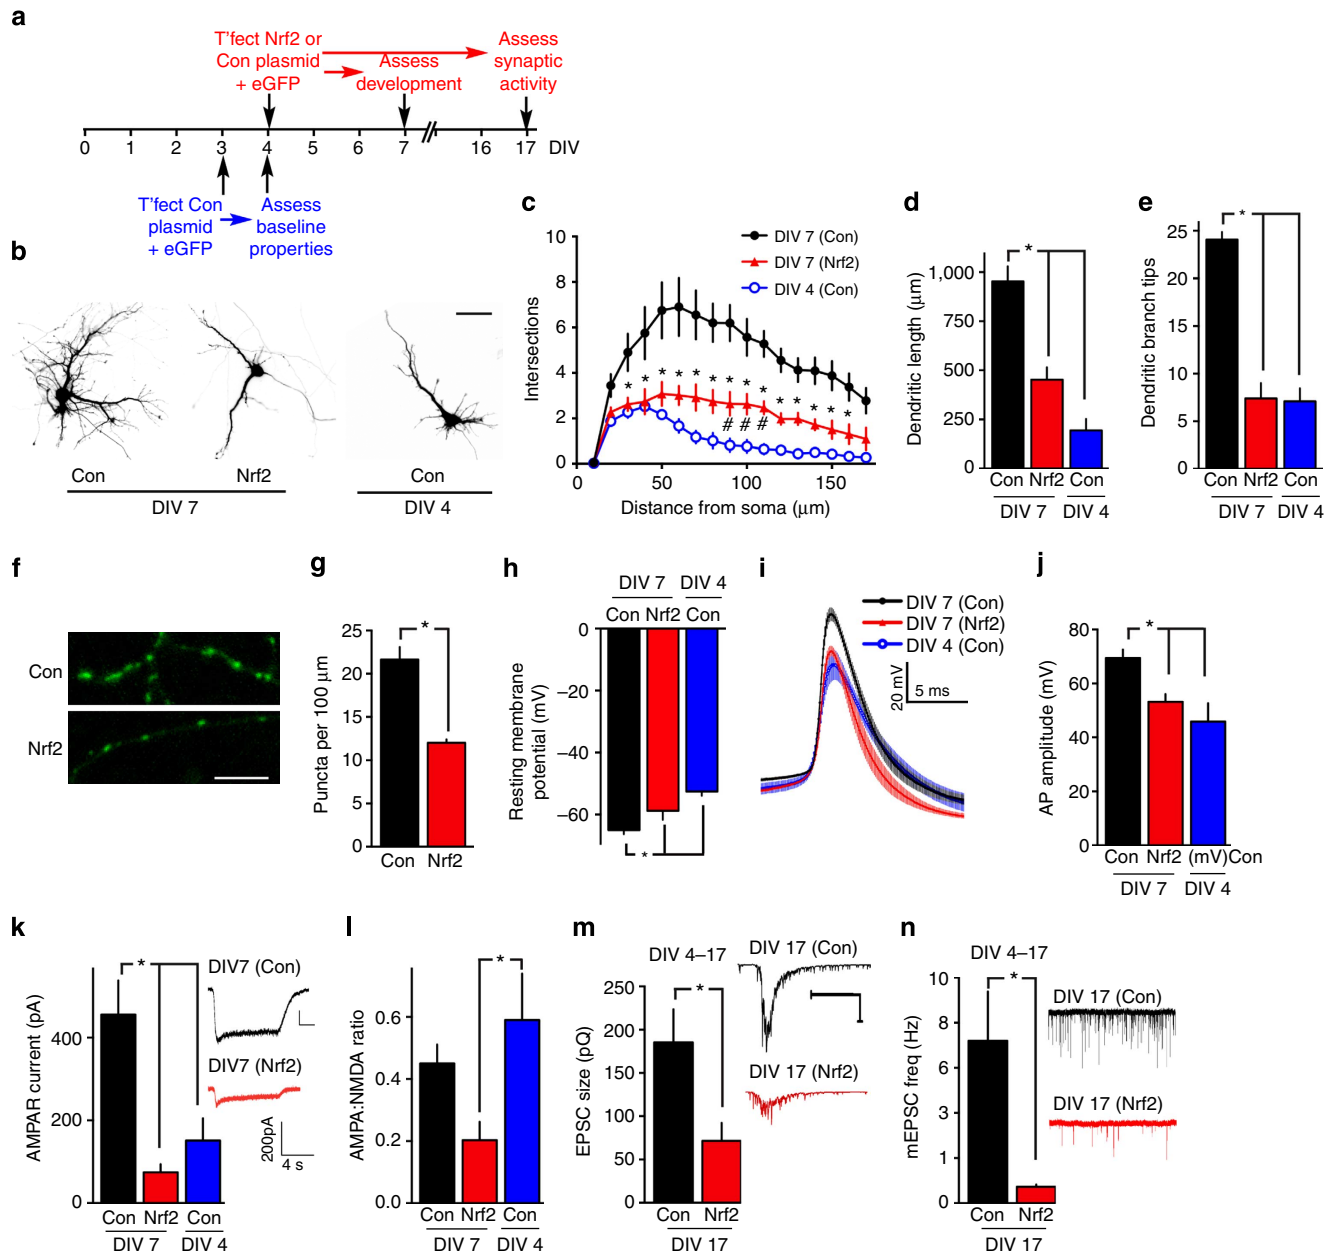 a
T'fect Nrf2 or
Con plasmid
+ eGFP
Assess
development
Assess
synaptic
activity
0 1 2 3 4 5 6 7 16 17 DIV
T'fect Con
plasmid
+ eGFP
Assess
baseline
properties
b
Con Nrf2 Con
DIV 7 DIV 4
c
DIV 7 (Con)
DIV 7 (Nrf2)
DIV 4 (Con)
Intersections
10
8
6
4
2
0
* * * * * * * * * * * * * *
# # #
0 50 100 150
Distance from soma (μm)
d
Dendritic length (μm)
1,000
750
500
250
0
*
Con Nrf2 Con
DIV 7 DIV 4
e
Dendritic branch tips
25
20
15
10
5
0
*
Con Nrf2 Con
DIV 7 DIV 4
f
Con
Nrf2
g
Puncta per 100 μm
25
20
15
10
5
0
*
Con Nrf2
h
DIV 7 DIV 4
Con Nrf2 Con
Resting membrane
potential (mV)
0
−20
−40
−60
*
i
DIV 7 (Con)
DIV 7 (Nrf2)
DIV 4 (Con)
20 mV
5 ms
j
AP amplitude (mV)
80
60
40
20
0
*
Con Nrf2 (mV)Con
DIV 7 DIV 4
k
AMPAR current (pA)
400
200
0
*
DIV7 (Con)
DIV7 (Nrf2)
200pA
4 s
Con Nrf2 Con
DIV 7 DIV 4
l
AMPA:NMDA ratio
0.6
0.4
0.2
0.0
*
Con Nrf2 Con
DIV 7 DIV 4
m
DIV 4–17
EPSC size (pQ)
250
200
150
100
50
0
*
DIV 17 (Con)
DIV 17 (Nrf2)
Con Nrf2
DIV 17
n
DIV 4–17
mEPSC freq (Hz)
10
8
6
3
1
0
*
DIV 17 (Con)
DIV 17 (Nrf2)
Con Nrf2
DIV 17